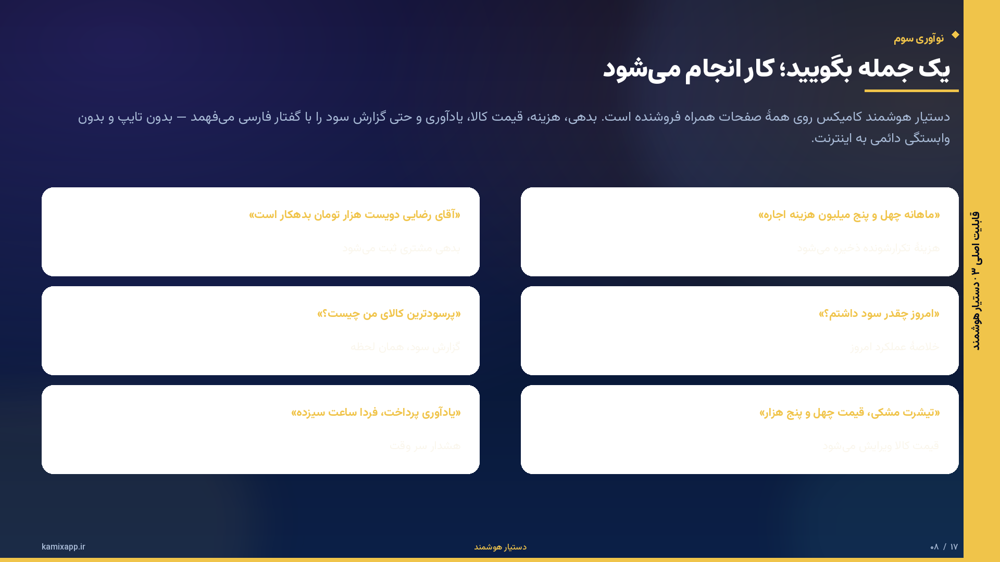 نوآوری سوم
یک جمله بگویید؛ کار انجام می‌شود
دستیار هوشمند کامیکس روی همهٔ صفحات همراه فروشنده است. بدهی، هزینه، قیمت کالا، یادآوری و حتی گزارش سود را با گفتار فارسی می‌فهمد — بدون تایپ و بدون
وابستگی دائمی به اینترنت.
«ماهانه چهل و پنج میلیون هزینه اجاره»
هزینهٔ تکرارشونده ذخیره می‌شود
«آقای رضایی دویست هزار تومان بدهکار است»
بدهی مشتری ثبت می‌شود
«امروز چقدر سود داشتم؟»
خلاصهٔ عملکرد امروز
«پرسودترین کالای من چیست؟»
گزارش سود، همان لحظه
«تیشرت مشکی، قیمت چهل و پنج هزار»
قیمت کالا ویرایش می‌شود
«یادآوری پرداخت، فردا ساعت سیزده»
هشدار سر وقت
قابلیت اصلی ۳ · دستیار هوشمند
۰۸ / ۱۷
دستیار هوشمند
kamixapp.ir